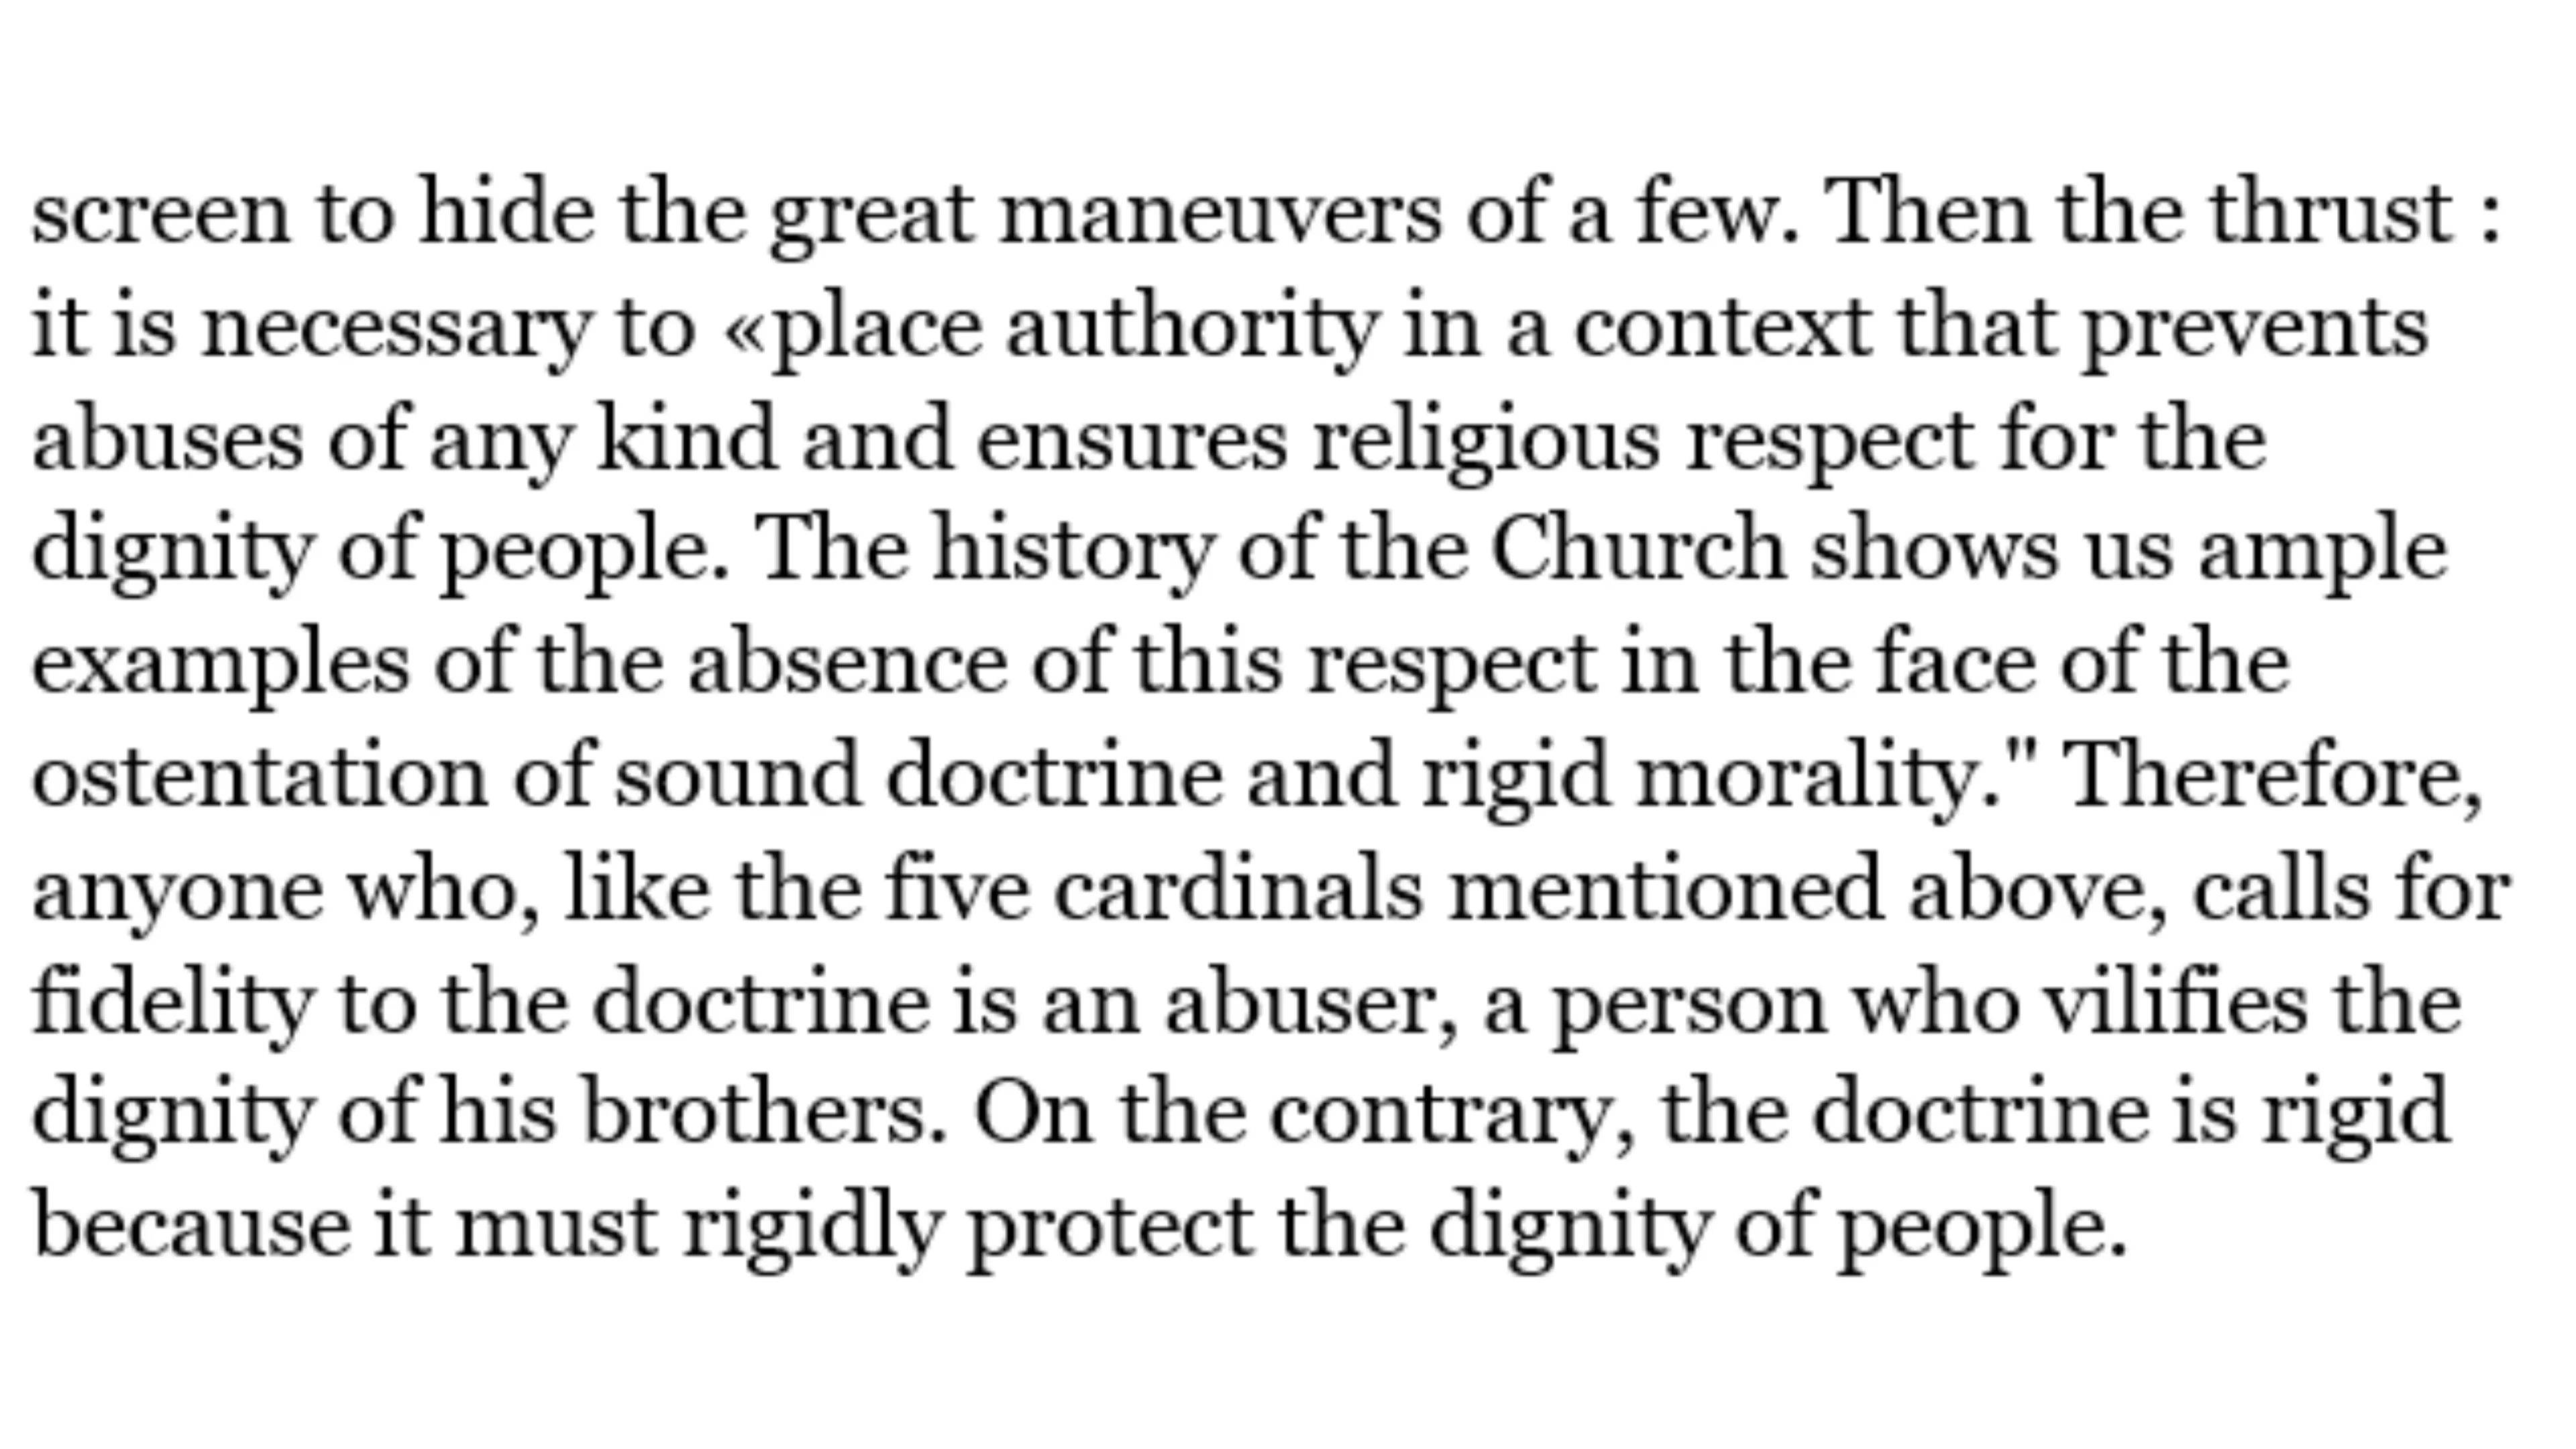 screen to hide the great maneuvers of a few. Then the thrust :
it is necessary to «place authority in a context that prevents
abuses of any kind and ensures religious respect for the
dignity of people. The history of the Church shows us ample
examples of the absence of this respect in the face of the
ostentation of sound doctrine and rigid morality." Therefore,
anyone who, like the five cardinals mentioned above, calls for
fidelity to the doctrine is an abuser, a person who vilifies the
dignity of his brothers. On the contrary, the doctrine is rigid
because it must rigidly protect the dignity of people.